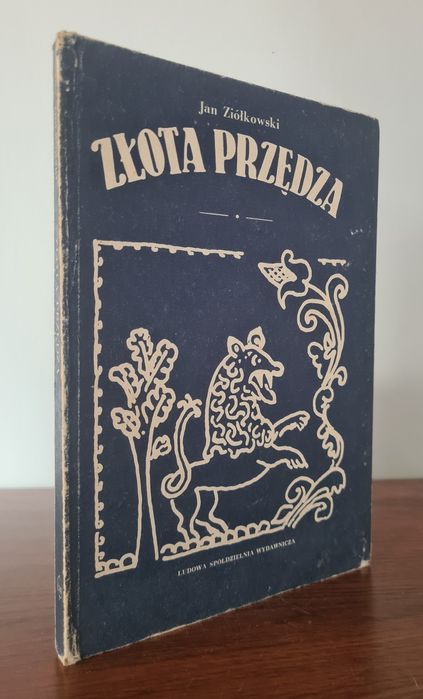 Jan Ziółkowski
ZŁOTA PRZĘDZA
LUDOWA SPÓŁDZIELNIA WYDAWNICZA